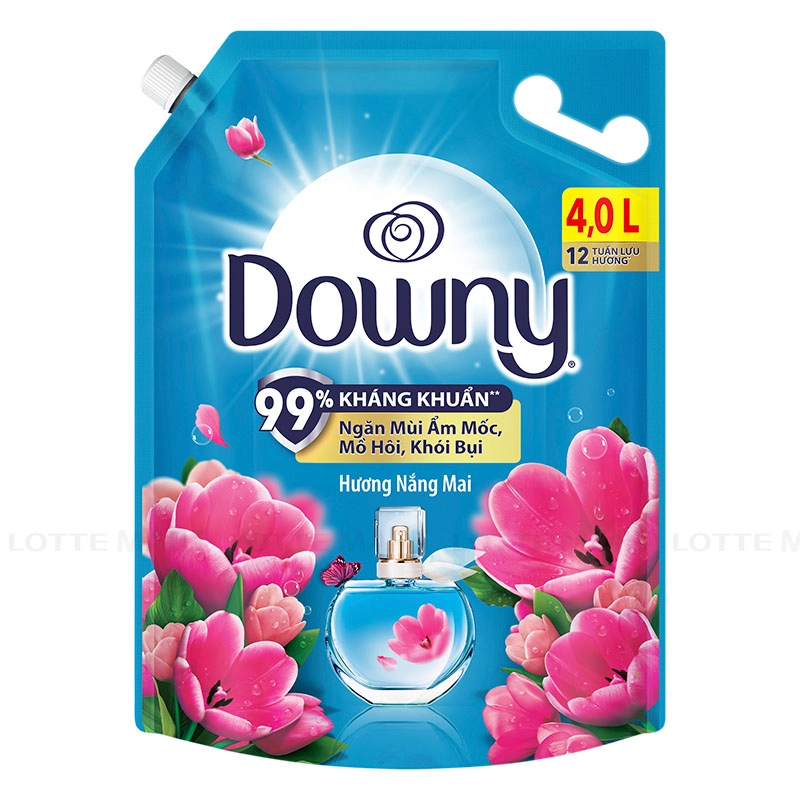 4,0 L
12 TUẦN LƯU
HƯƠNG
Downy®
99% KHÁNG KHUẨN**
Ngăn Mùi Ẩm Mốc,
Mồ Hôi, Khói Bụi
Hương Nắng Mai
LOTTE M
LOTTE M